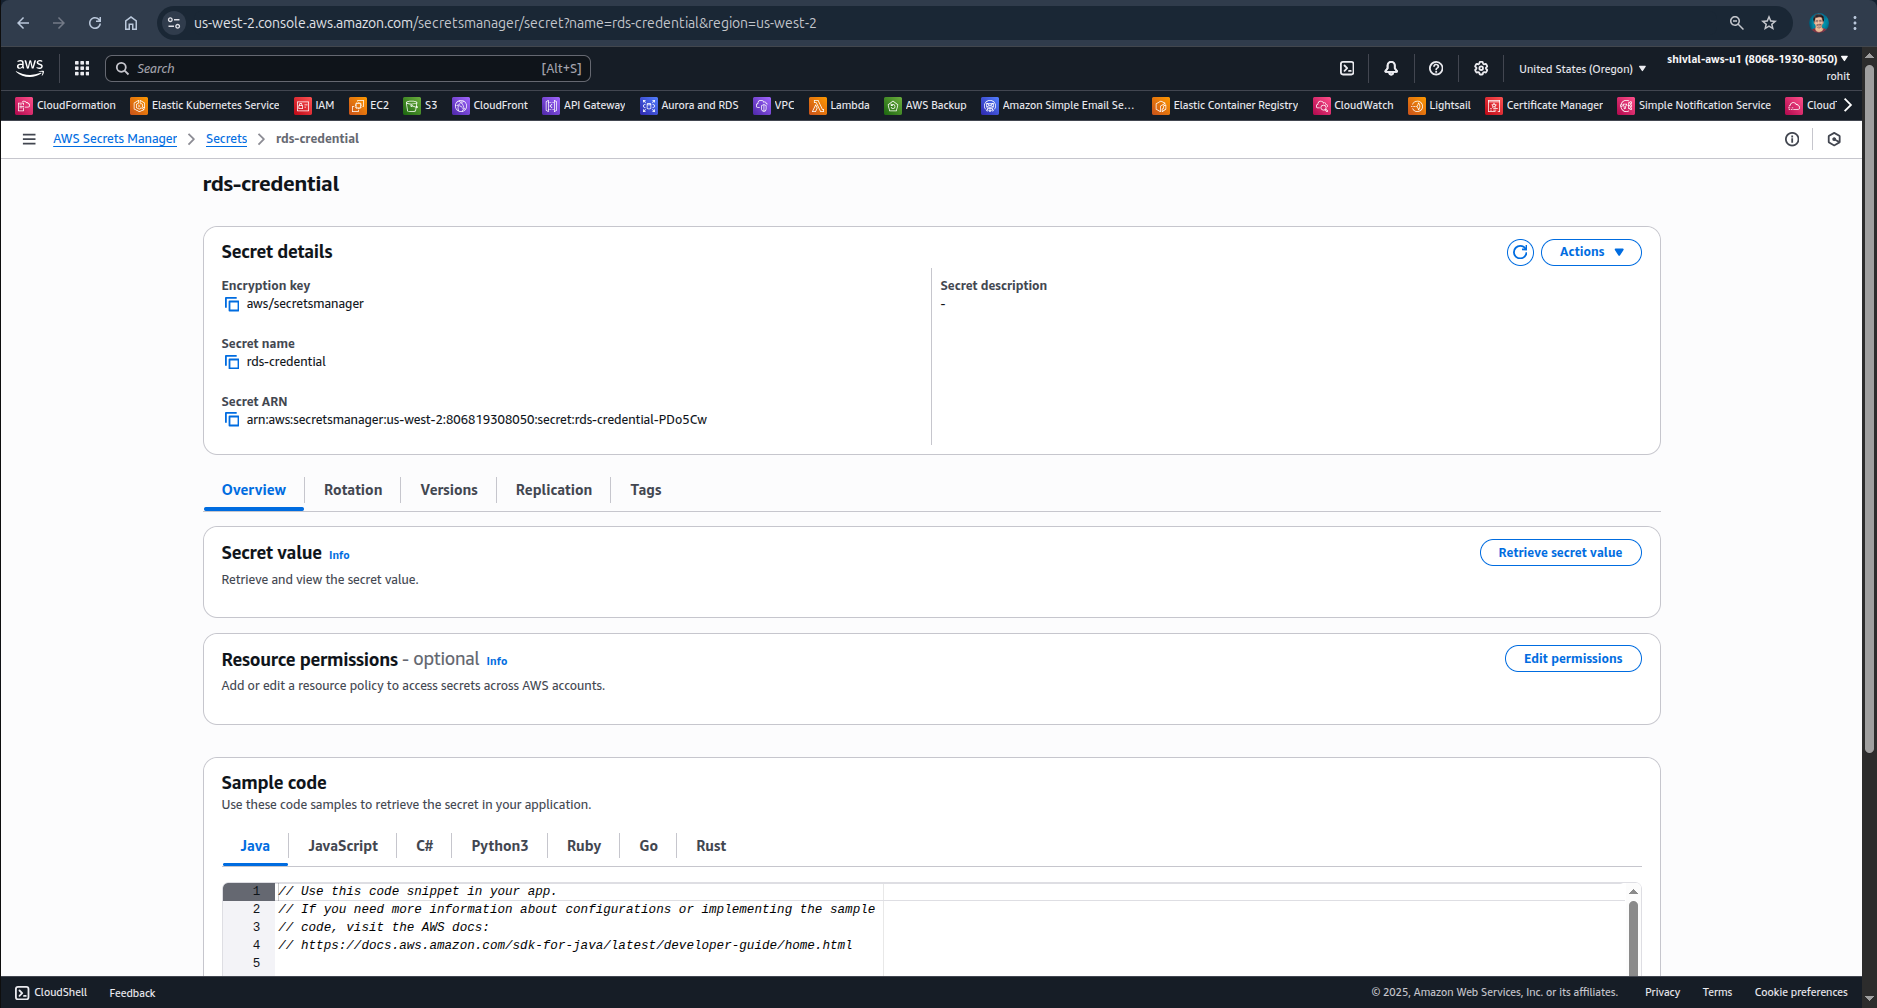 us-west-2.console.aws.amazon.com/secretsmanager/secret?name=rds-credential&region=us-west-2
aws
Search [Alt+S]
United States (Oregon)
shivlal-aws-u1 (8068-1930-8050)
rohit
CloudFormation Elastic Kubernetes Service IAM EC2 S3 CloudFront API Gateway Aurora and RDS VPC Lambda AWS Backup Amazon Simple Email Se... Elastic Container Registry CloudWatch Lightsail Certificate Manager Simple Notification Service Cloud
AWS Secrets Manager > Secrets > rds-credential
rds-credential
Secret details
Actions
Encryption key
aws/secretsmanager
Secret description
-
Secret name
rds-credential
Secret ARN
arn:aws:secretsmanager:us-west-2:806819308050:secret:rds-credential-PDo5Cw
Overview Rotation Versions Replication Tags
Secret value Info
Retrieve secret value
Retrieve and view the secret value.
Resource permissions - optional Info
Edit permissions
Add or edit a resource policy to access secrets across AWS accounts.
Sample code
Use these code samples to retrieve the secret in your application.
Java JavaScript C# Python3 Ruby Go Rust
1 // Use this code snippet in your app.
2 // If you need more information about configurations or implementing the sample
3 // code, visit the AWS docs:
4 // https://docs.aws.amazon.com/sdk-for-java/latest/developer-guide/home.html
5
CloudShell Feedback © 2025, Amazon Web Services, Inc. or its affiliates. Privacy Terms Cookie preferences